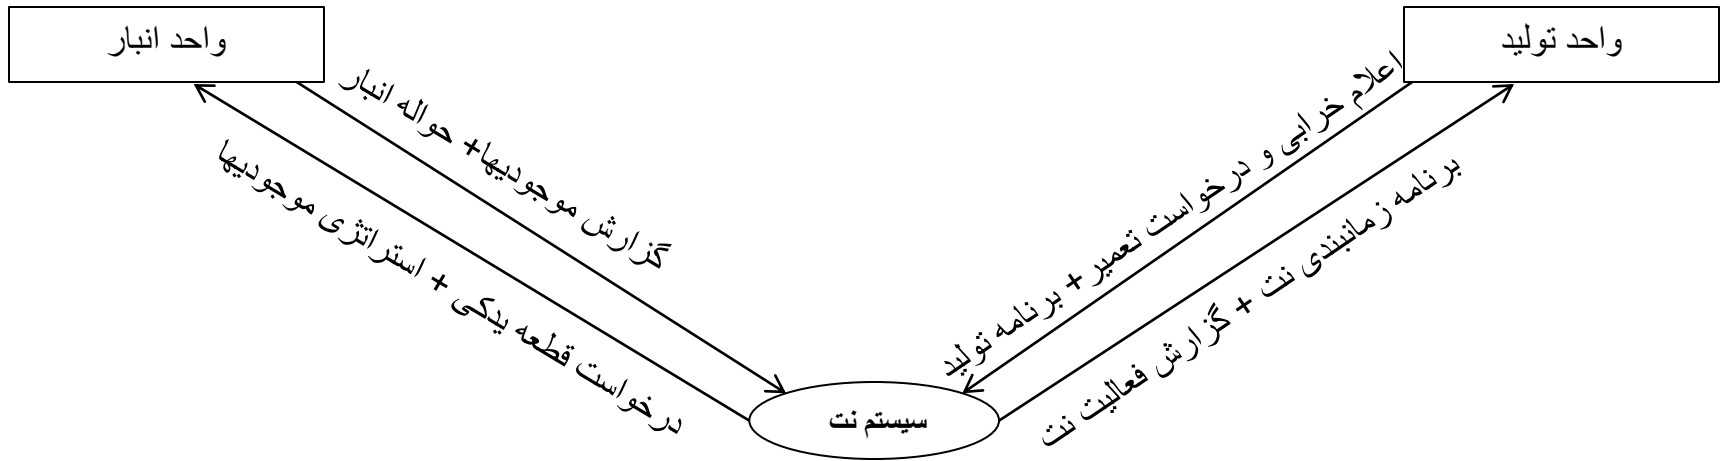 واحد تولید
واحد انبار
اعلام خرابی و درخواست تعمیر+ برنامه تولید
برنامه زمانبندی نت + گزارش فعالیت نت
گزارش موجودیها+ حواله انبار
درخواست قطعه یدکی + استراتژی موجودیها
سیستم نت